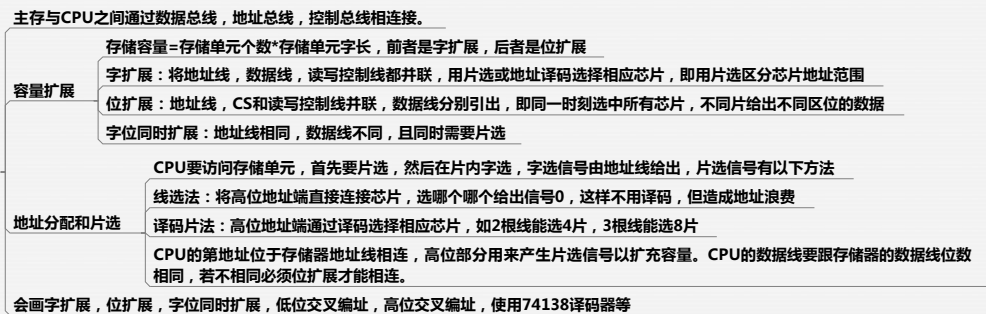 主存与CPU之间通过数据总线，地址总线，控制总线相连接。
存储容量=存储单元个数*存储单元字长，前者是字扩展，后者是位扩展
字扩展：将地址线，数据线，读写控制线都并联，用片选或地址译码选择相应芯片，即用片选区分芯片地址范围
容量扩展
位扩展：地址线，CS和读写控制线并联，数据线分别引出，即同一时刻选中所有芯片，不同片给出不同区位的数据
字位同时扩展：地址线相同，数据线不同，且同时需要片选
CPU要访问存储单元，首先要片选，然后在片内字选，字选信号由地址线给出，片选信号有以下方法
线选法：将高位地址端直接连接芯片，选哪个哪个给出信号0，这样不用译码，但造成地址浪费
地址分配和片选
译码片法：高位地址端通过译码选择相应芯片，如2根线能选4片，3根线能选8片
CPU的第地址位于存储器地址线相连，高位部分用来产生片选信号以扩充容量。CPU的数据线要跟存储器的数据线位数
相同，若不相同必须位扩展才能相连。
会画字扩展，位扩展，字位同时扩展，低位交叉编址，高位交叉编址，使用74138译码器等